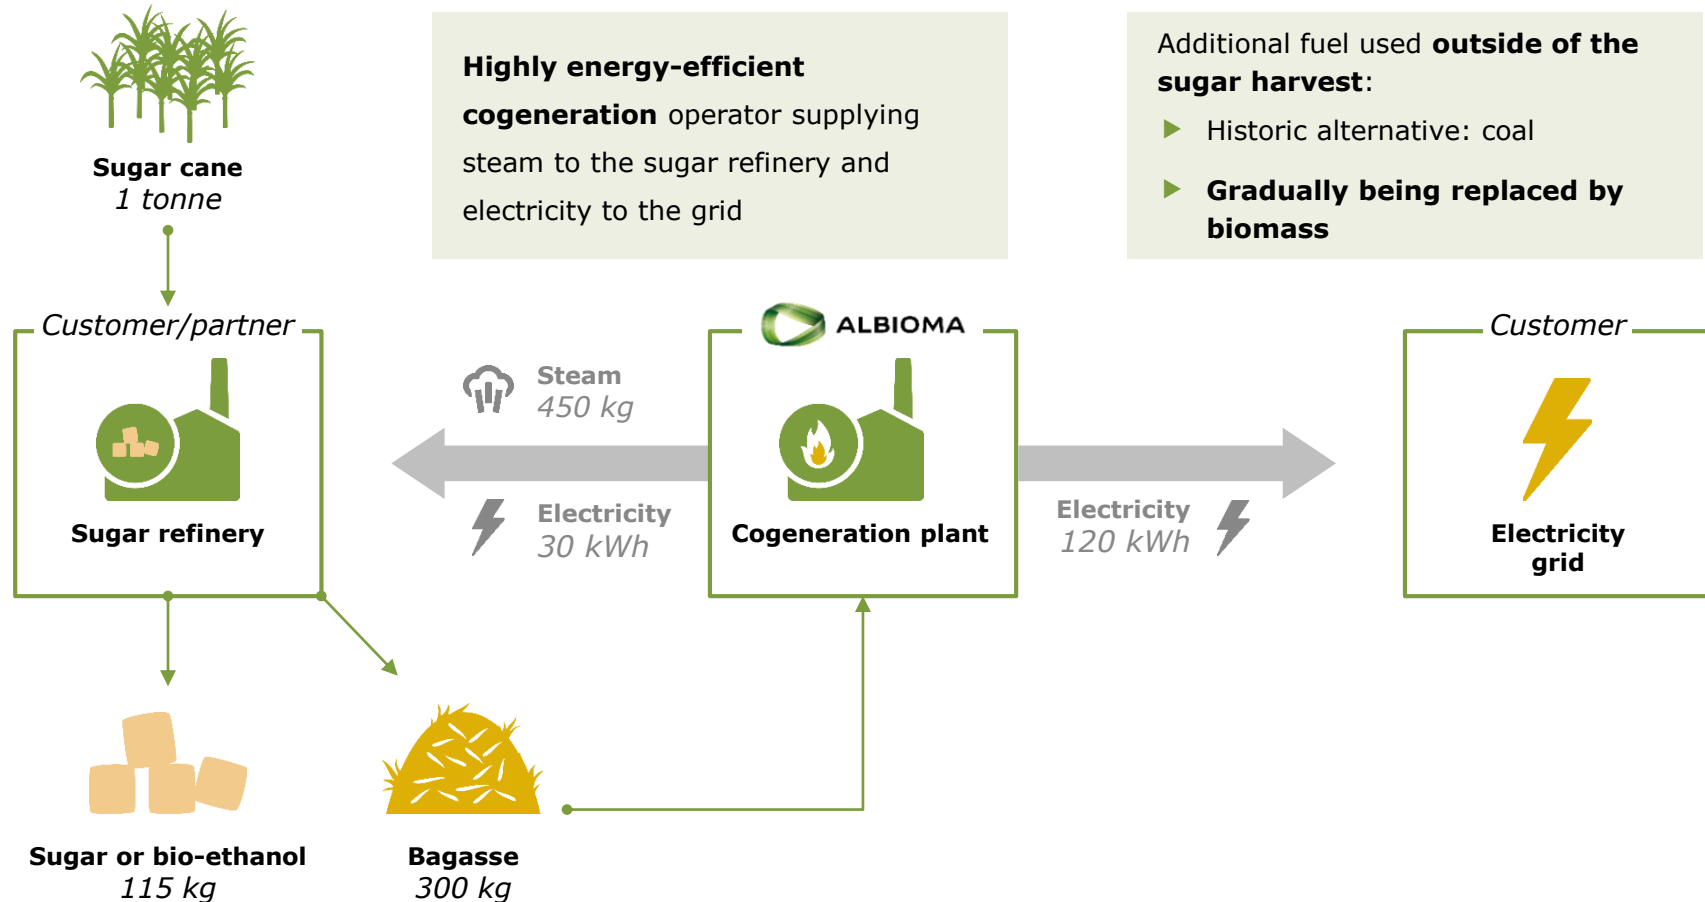 Sugar cane
1 tonne
Highly energy-efficient
cogeneration operator supplying
steam to the sugar refinery and
electricity to the grid
Additional fuel used outside of the
sugar harvest:
Historic alternative: coal
Gradually being replaced by
biomass
Customer/partner
Sugar refinery
Steam
450 kg
Electricity
30 kWh
ALBIOMA
Cogeneration plant
Electricity
120 kWh
Customer
Electricity
grid
Sugar or bio-ethanol
115 kg
Bagasse
300 kg